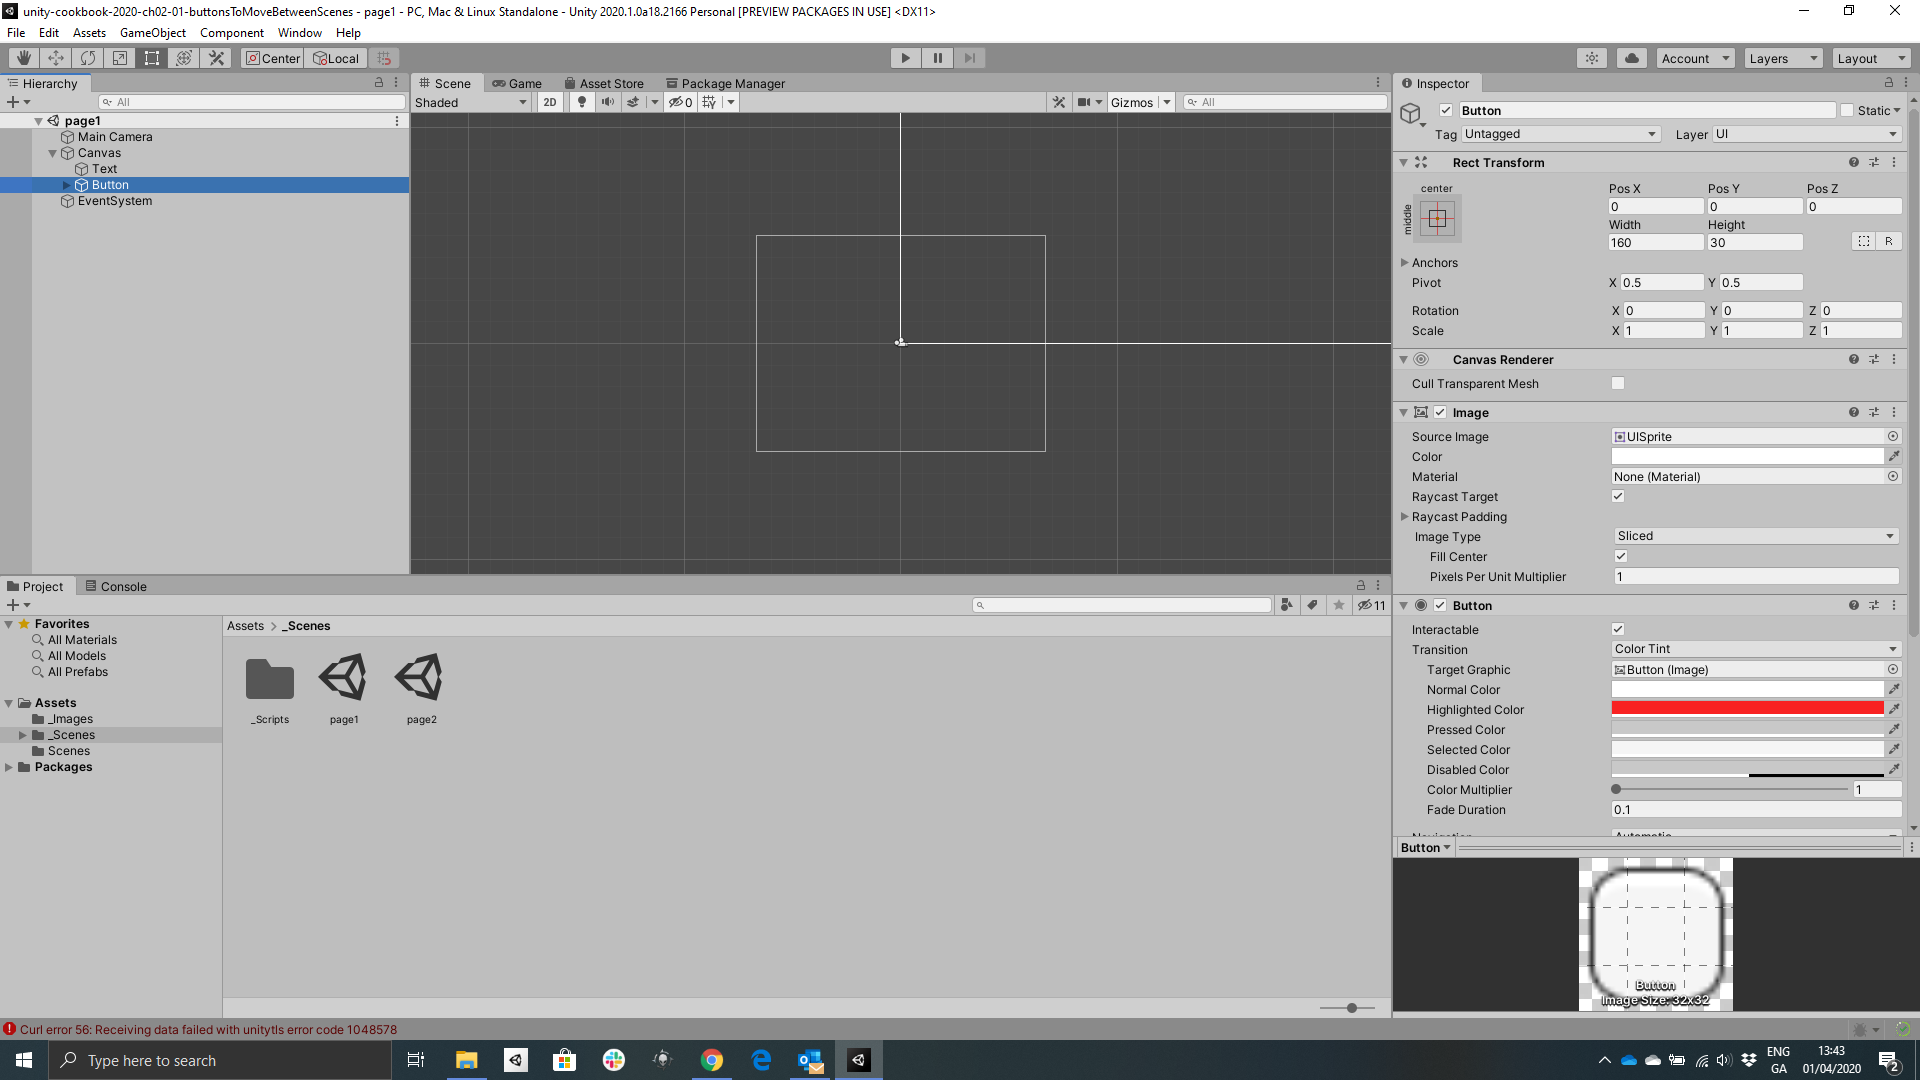 unity-cookbook-2020-ch02-01-buttonsToMoveBetweenScenes - page1 - PC, Mac & Linux Standalone - Unity 2020.1.0a18.2166 Personal [PREVIEW PACKAGES IN USE] <DX11>
File Edit Assets GameObject Component Window Help
Center Local Account Layers Layout
Hierarchy
All
page1
Main Camera
Canvas
Text
Button
EventSystem
Scene Game Asset Store Package Manager
Shaded 2D 0 Gizmos All
Inspector
Button Static
Tag Untagged Layer UI
Rect Transform
center
middle
Pos X Pos Y Pos Z
0 0 0
Width Height
160 30 R
Anchors
Pivot X 0.5 Y 0.5
Rotation X 0 Y 0 Z 0
Scale X 1 Y 1 Z 1
Canvas Renderer
Cull Transparent Mesh
Image
Source Image UISprite
Color
Material None (Material)
Raycast Target
Raycast Padding
Image Type Sliced
Fill Center
Pixels Per Unit Multiplier 1
Button
Interactable
Transition Color Tint
Target Graphic Button (Image)
Normal Color
Highlighted Color
Pressed Color
Selected Color
Disabled Color
Color Multiplier 1
Fade Duration 0.1
Navigation Automatic
Button
Button
Image Size: 32x32
Project Console
11
Favorites
All Materials
All Models
All Prefabs
Assets
_Images
_Scenes
Scenes
Packages
Assets > _Scenes
_Scripts page1 page2
Curl error 56: Receiving data failed with unitytls error code 1048578
Type here to search
ENG
GA
13:43
01/04/2020
2